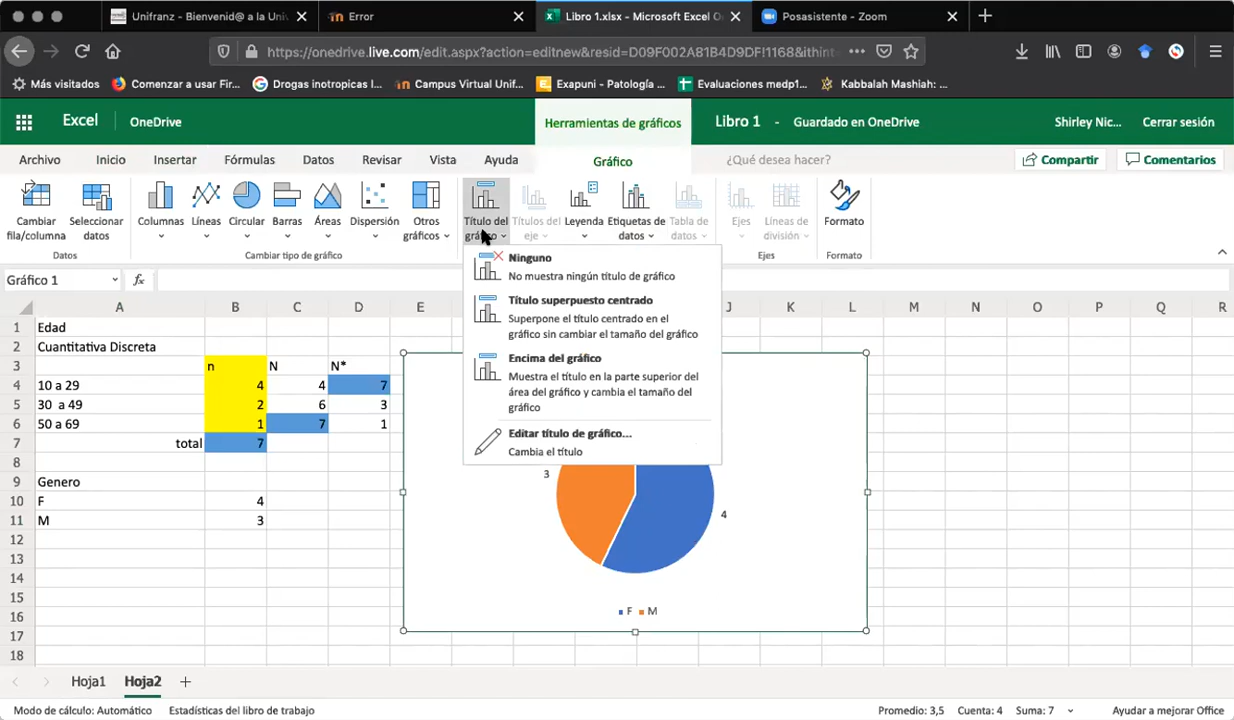 Unifranz - Bienvenid@ a la Univ
Error
Libro 1.xlsx - Microsoft Excel O
Posasistente - Zoom
https://onedrive.live.com/edit.aspx?action=editnew&resid=D09F002A81B4D9DF!1168&ithint
Más visitados
Comenzar a usar Fir...
Drogas inotropicas I...
Campus Virtual Unif...
Exapuni - Patología ...
Evaluaciones medp1...
Kabbalah Mashiah: ...
Excel
OneDrive
Herramientas de gráficos
Libro 1 - Guardado en OneDrive
Shirley Nic...
Cerrar sesión
Archivo
Inicio
Insertar
Fórmulas
Datos
Revisar
Vista
Ayuda
Gráfico
¿Qué desea hacer?
Compartir
Comentarios
Cambiar fila/columna
Seleccionar datos
Columnas
Líneas
Circular
Barras
Áreas
Dispersión
Otros gráficos
Título del gráfico
Títulos del eje
Leyenda
Etiquetas de datos
Tabla de datos
Ejes
Líneas de división
Formato
Datos
Cambiar tipo de gráfico
Ejes
Formato
Ninguno
No muestra ningún título de gráfico
Título superpuesto centrado
Superpone el título centrado en el
gráfico sin cambiar el tamaño del gráfico
Encima del gráfico
Muestra el título en la parte superior del
área del gráfico y cambia el tamaño del
gráfico
Editar título de gráfico...
Cambia el título
Gráfico 1
fx
A B C D E J K L M N O P Q R
1 Edad
2 Cuantitativa Discreta
3 n N N*
4 10 a 29 4 4 7
5 30 a 49 2 6 3
6 50 a 69 1 7 1
7 total 7
8
9 Genero
10 F 4
11 M 3
12
13
14
15
16
17
18
3
4
F M
Hoja1
Hoja2
Modo de cálculo: Automático
Estadísticas del libro de trabajo
Promedio: 3,5
Cuenta: 4
Suma: 7
Ayudar a mejorar Office